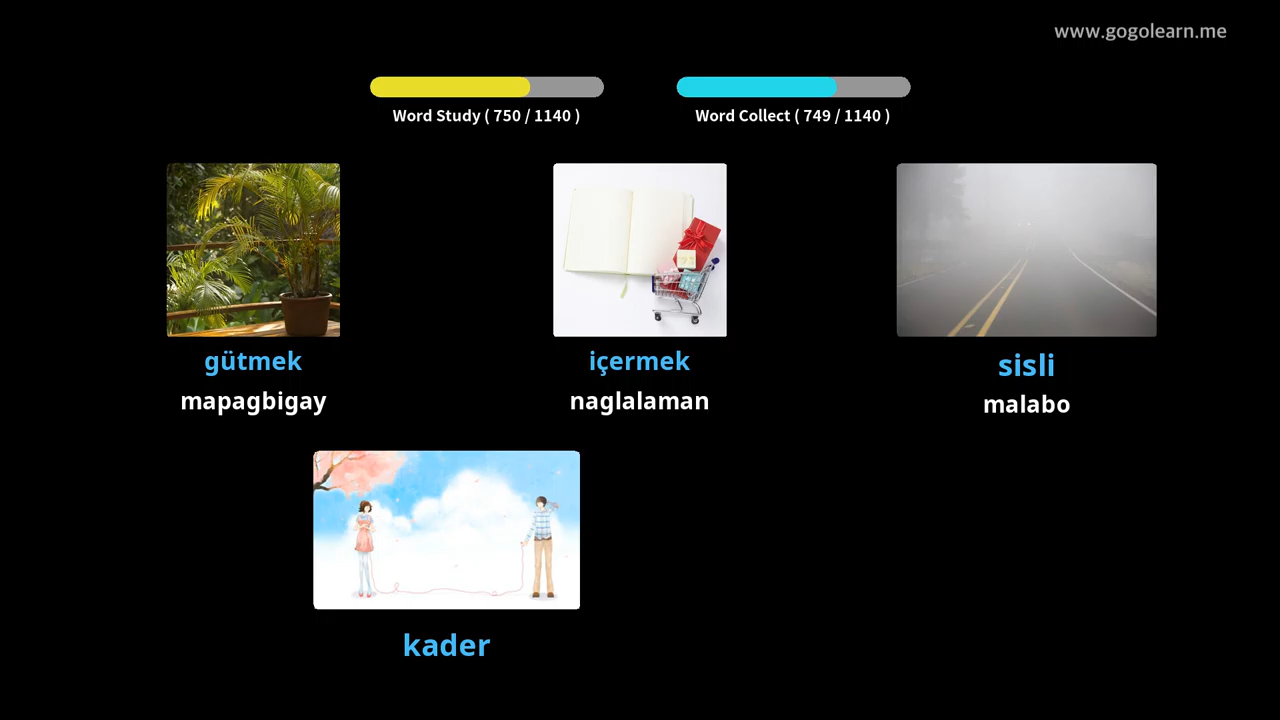 www.gogolearn.me
Word Study ( 750 / 1140 )
Word Collect ( 749 / 1140 )
gütmek
mapagbigay
içermek
naglalaman
sisli
malabo
kader